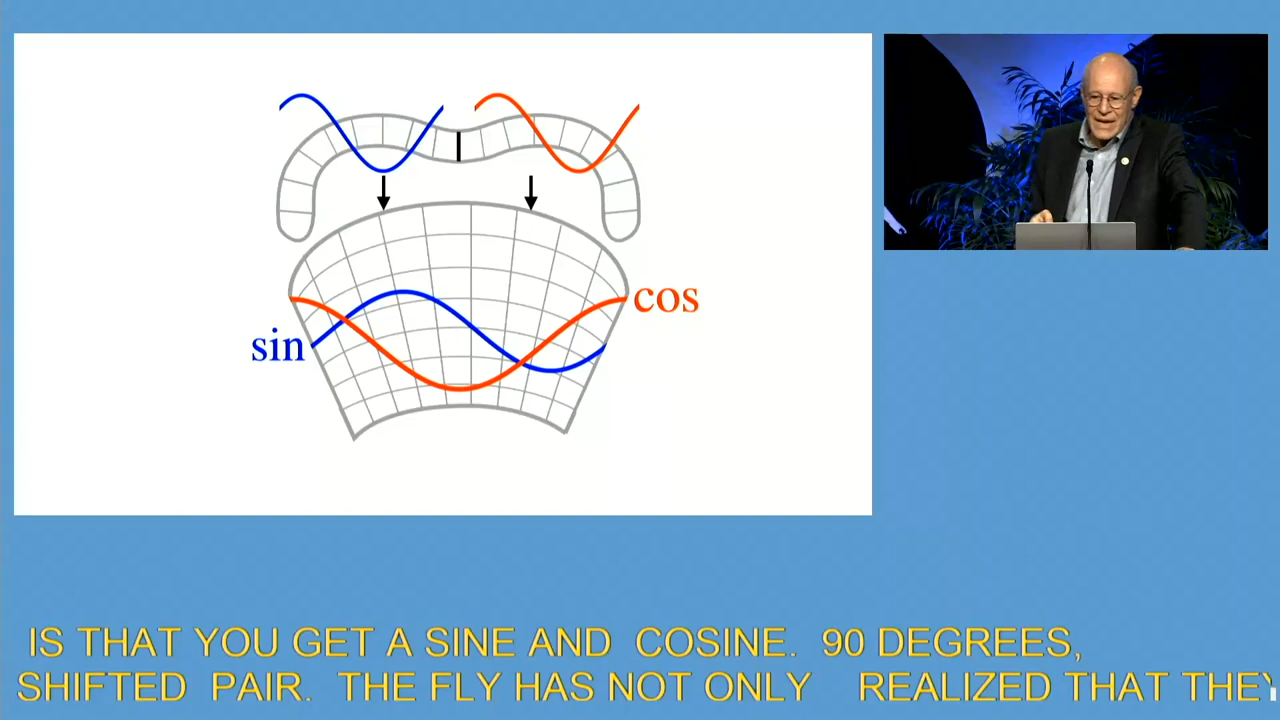 cos
sin
IS THAT YOU GET A SINE AND COSINE. 90 DEGREES,
SHIFTED PAIR. THE FLY HAS NOT ONLY REALIZED THAT THEY